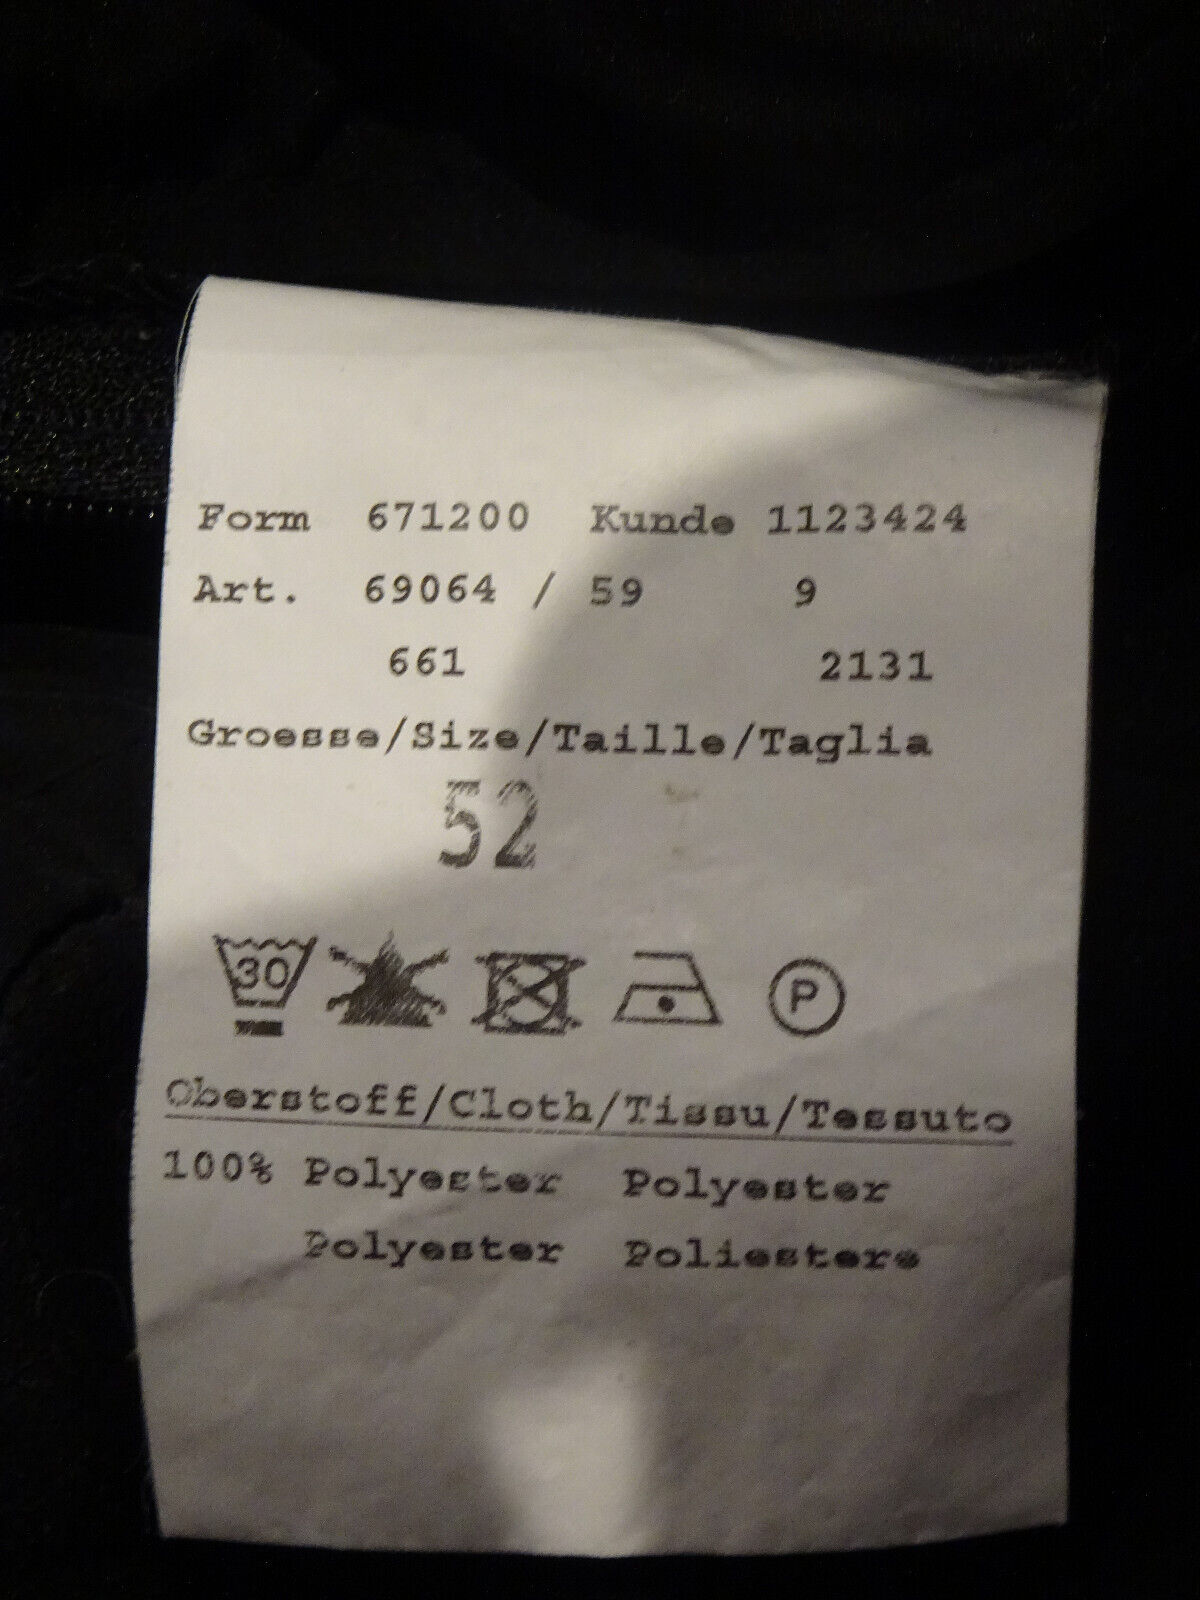 Form 671200 Kunde 1123424
Art. 69064 / 59 9
661 2131
Groesse/Size/Taille/Taglia
52
30
P
Oberstoff/Cloth/Tissu/Tessuto
100% Polyester Polyester
Polyester Poliestere